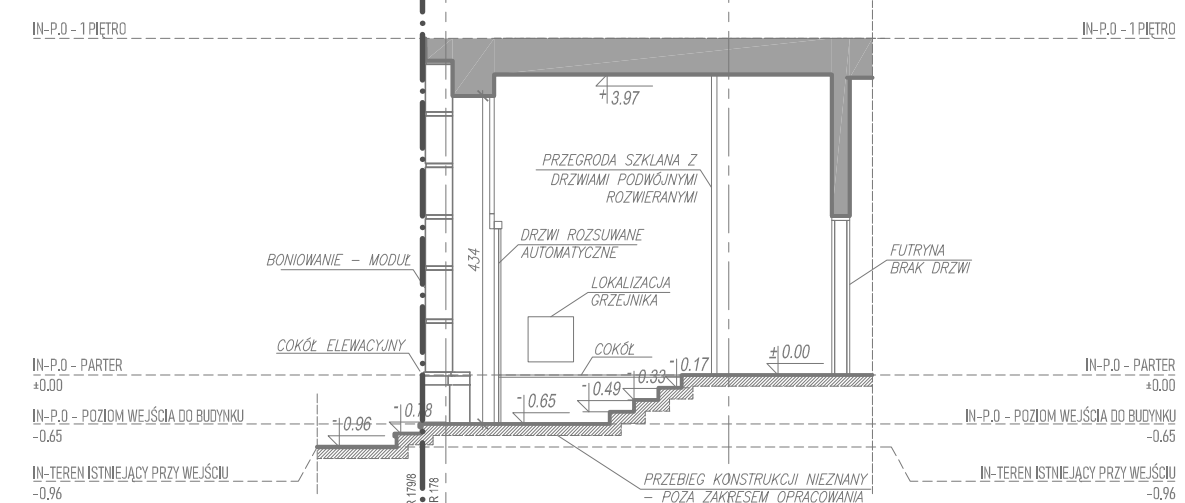 IN-P.0 - 1 PIĘTRO
IN-P.0 - 1 PIĘTRO
+3.97
PRZEGRODA SZKLANA Z
DRZWIAMI PODWÓJNYMI
ROZWIERANYMI
DRZWI ROZSUWANE
AUTOMATYCZNE
434
BONIOWANIE - MODUŁ
FUTRYNA
BRAK DRZWI
LOKALIZACJA
GRZEJNIKA
COKÓŁ ELEWACYJNY
COKÓŁ
-0.17
±0.00
IN-P.0 - PARTER
±0.00
IN-P.0 - PARTER
±0.00
-0.33
-0.49
-0.65
-0.78
-0.96
IN-P.0 - POZIOM WEJŚCIA DO BUDYNKU
-0.65
IN-P.0 - POZIOM WEJŚCIA DO BUDYNKU
-0.65
IN-TEREN ISTNIEJĄCY PRZY WEJŚCIU
-0.96
IN-TEREN ISTNIEJĄCY PRZY WEJŚCIU
-0.96
PRZEBIEG KONSTRUKCJI NIEZNANY
- POZA ZAKRESEM OPRACOWANIA
R 179/8
R 178